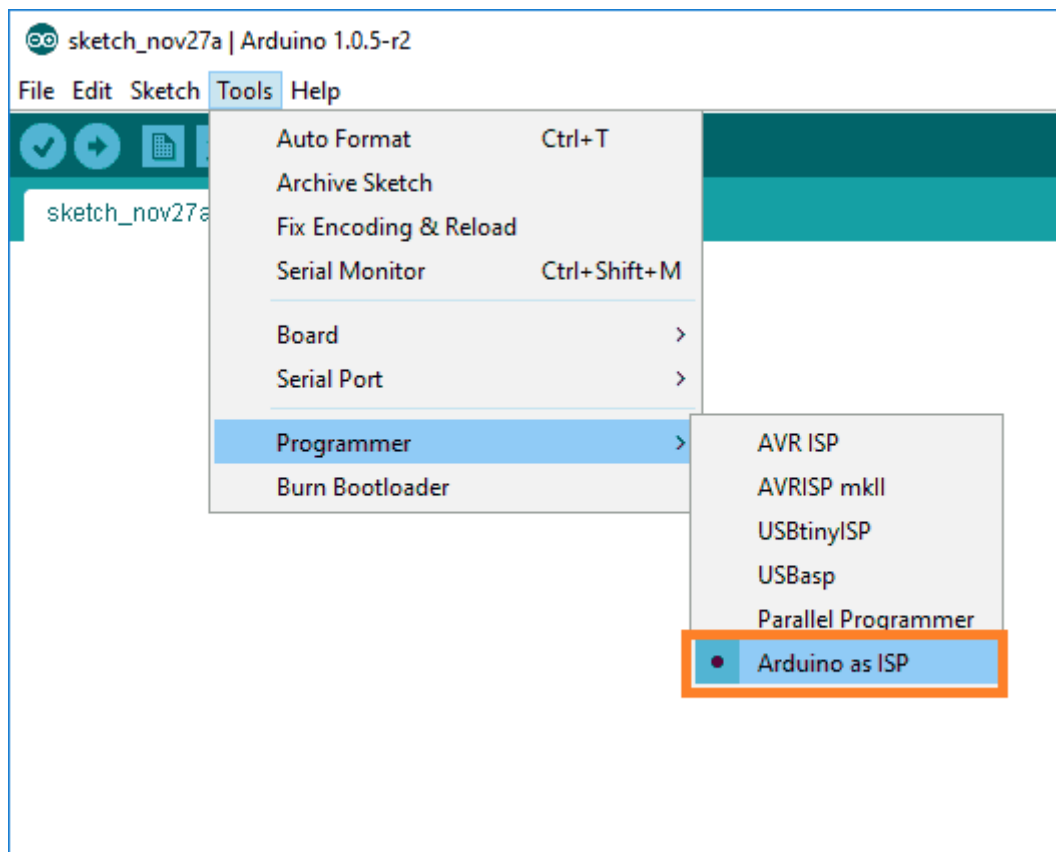 sketch_nov27a | Arduino 1.0.5-r2
File Edit Sketch Tools Help
Auto Format Ctrl+T
Archive Sketch
sketch_nov27a
Fix Encoding & Reload
Serial Monitor Ctrl+Shift+M
Board
Serial Port
Programmer
Burn Bootloader
AVR ISP
AVRISP mkII
USBtinyISP
USBasp
Parallel Programmer
Arduino as ISP